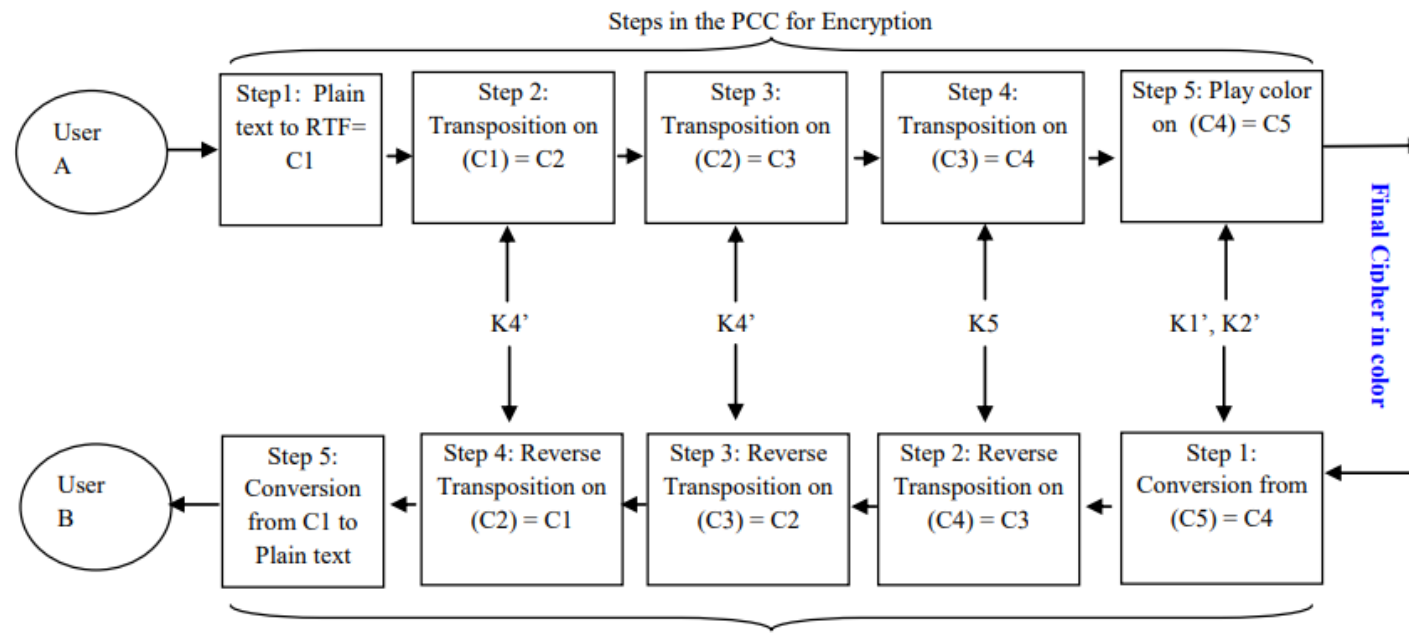 Steps in the PCC for Encryption
User
A
Step1: Plain
text to RTF=
C1
Step 2:
Transposition on
(C1) = C2
Step 3:
Transposition on
(C2) = C3
Step 4:
Transposition on
(C3) = C4
Step 5: Play color
on (C4) = C5
Final Cipher in color
K4’
K4’
K5
K1’, K2’
User
B
Step 5:
Conversion
from C1 to
Plain text
Step 4: Reverse
Transposition on
(C2) = C1
Step 3: Reverse
Transposition on
(C3) = C2
Step 2: Reverse
Transposition on
(C4) = C3
Step 1:
Conversion from
(C5) = C4